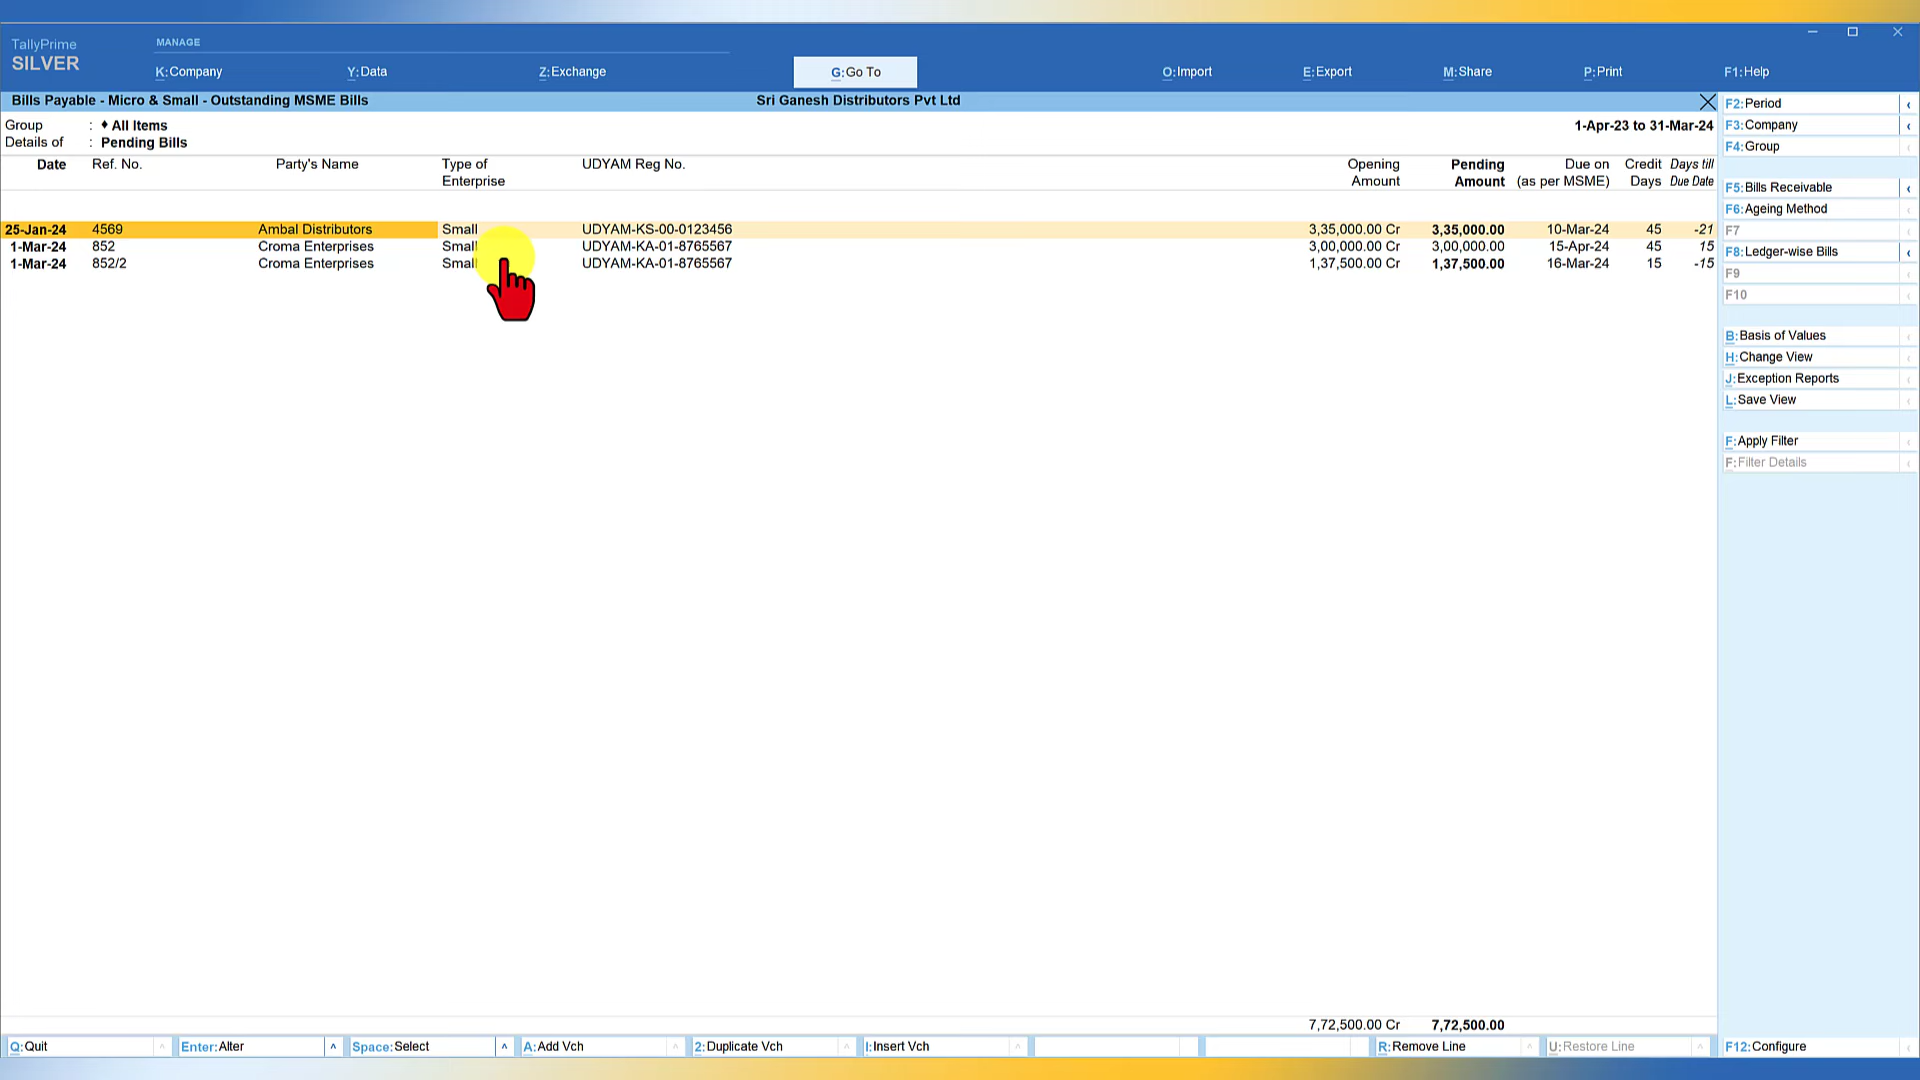 TallyPrime
SILVER
MANAGE
K:Company Y:Data Z:Exchange G:Go To O:Import E:Export M:Share P:Print F1:Help
Bills Payable - Micro & Small - Outstanding MSME Bills Sri Ganesh Distributors Pvt Ltd
Group : ♦ All Items 1-Apr-23 to 31-Mar-24
Details of : Pending Bills
Date Ref. No. Party's Name Type of Enterprise UDYAM Reg No. Opening Amount Pending Amount Due on (as per MSME) Credit Days Days till Due Date
25-Jan-24 4569 Ambal Distributors Small UDYAM-KS-00-0123456 3,35,000.00 Cr 3,35,000.00 10-Mar-24 45 -21
1-Mar-24 852 Croma Enterprises Small UDYAM-KA-01-8765567 3,00,000.00 Cr 3,00,000.00 15-Apr-24 45 15
1-Mar-24 852/2 Croma Enterprises Small UDYAM-KA-01-8765567 1,37,500.00 Cr 1,37,500.00 16-Mar-24 15 -15
7,72,500.00 Cr 7,72,500.00
F2:Period
F3:Company
F4:Group
F5:Bills Receivable
F6:Ageing Method
F7
F8:Ledger-wise Bills
F9
F10
B:Basis of Values
H:Change View
J:Exception Reports
L:Save View
F:Apply Filter
F:Filter Details
Q:Quit Enter:Alter Space:Select A:Add Vch 2:Duplicate Vch I:Insert Vch R:Remove Line U:Restore Line F12:Configure